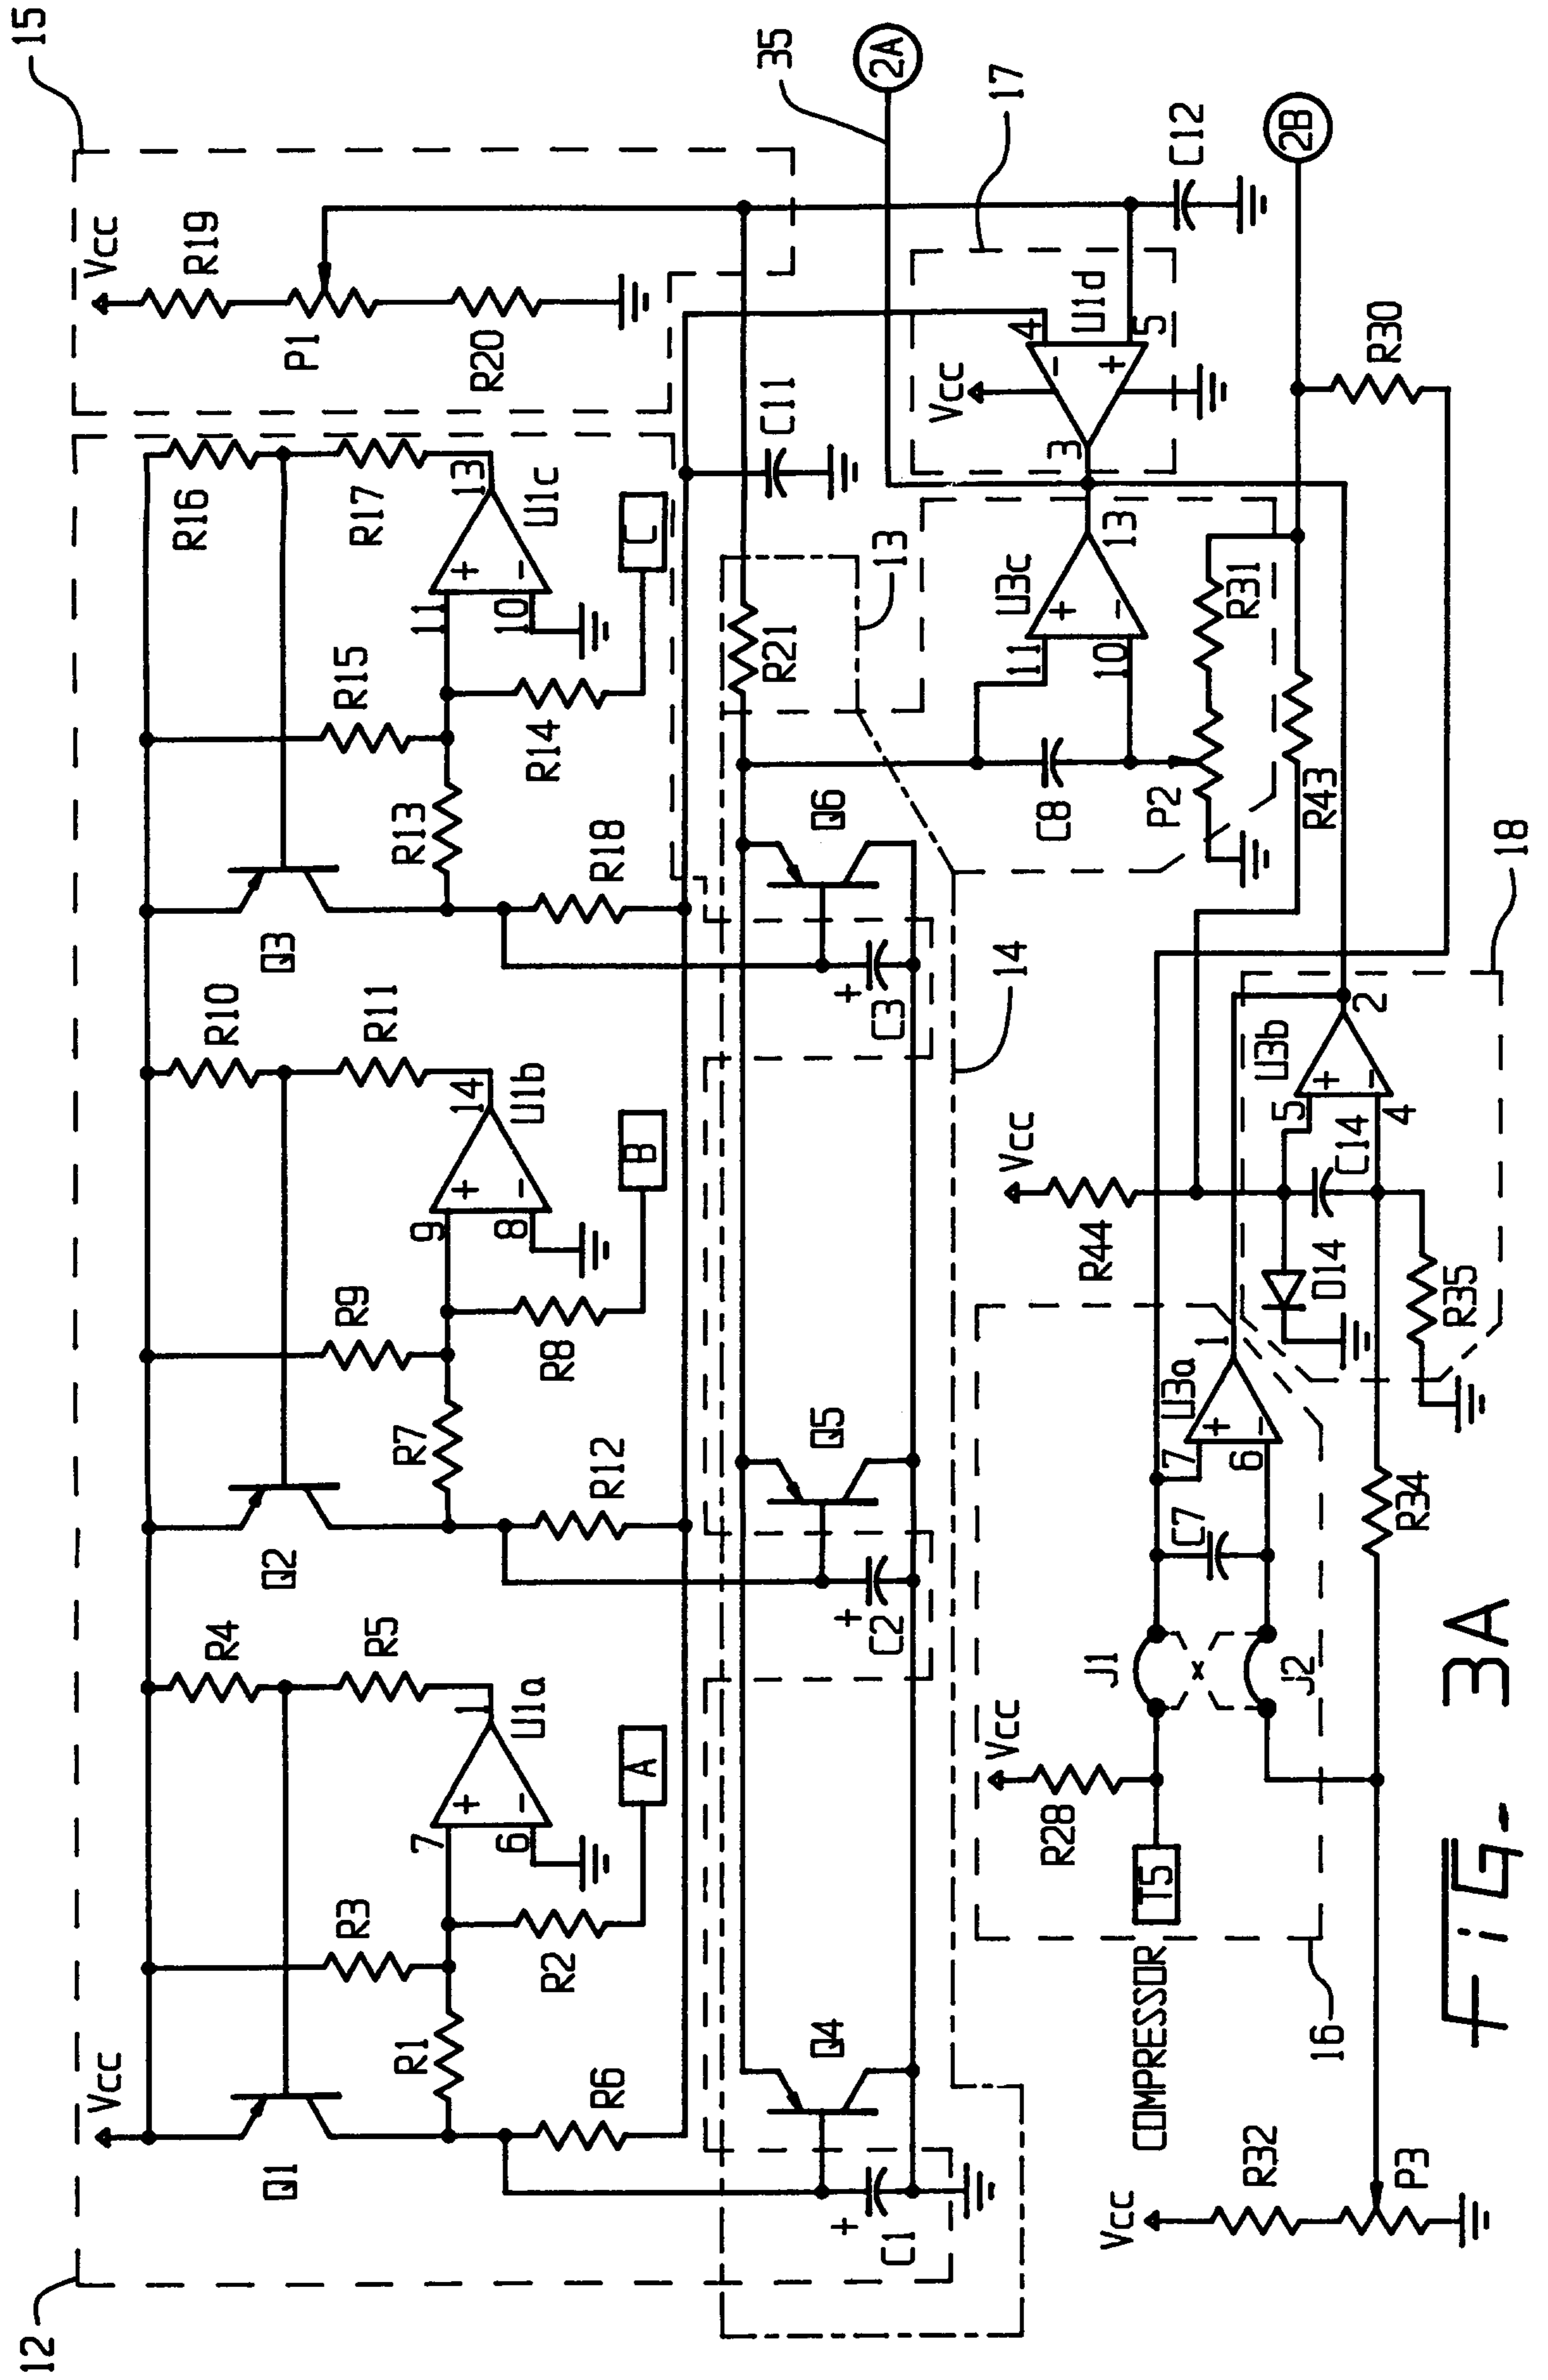 12
15
Vcc
Q1
R4
R5
R3
R1
R2
R6
7
6
+
−
1
U1a
A
Q2
R10
R11
R9
R7
R8
R12
9
8
+
−
14
U1b
B
Q3
R16
R17
R15
R13
R14
R18
11
10
+
−
13
U1c
C
Vcc
R19
P1
R20
35
2A
C11
R21
13
14
Q4
Q5
Q6
+
C1
+
C2
+
C3
17
Vcc
4
5
−
+
3
U1d
C12
2B
U3c
11
10
+
−
13
C8
P2
R31
R43
R30
18
Vcc
R44
U3b
5
4
+
−
2
C14
D14
R35
R34
U3a
7
6
+
−
1
C7
J1
x
J2
Vcc
R28
T5
COMPRESSOR
16
Vcc
R32
P3
FiG. 3A